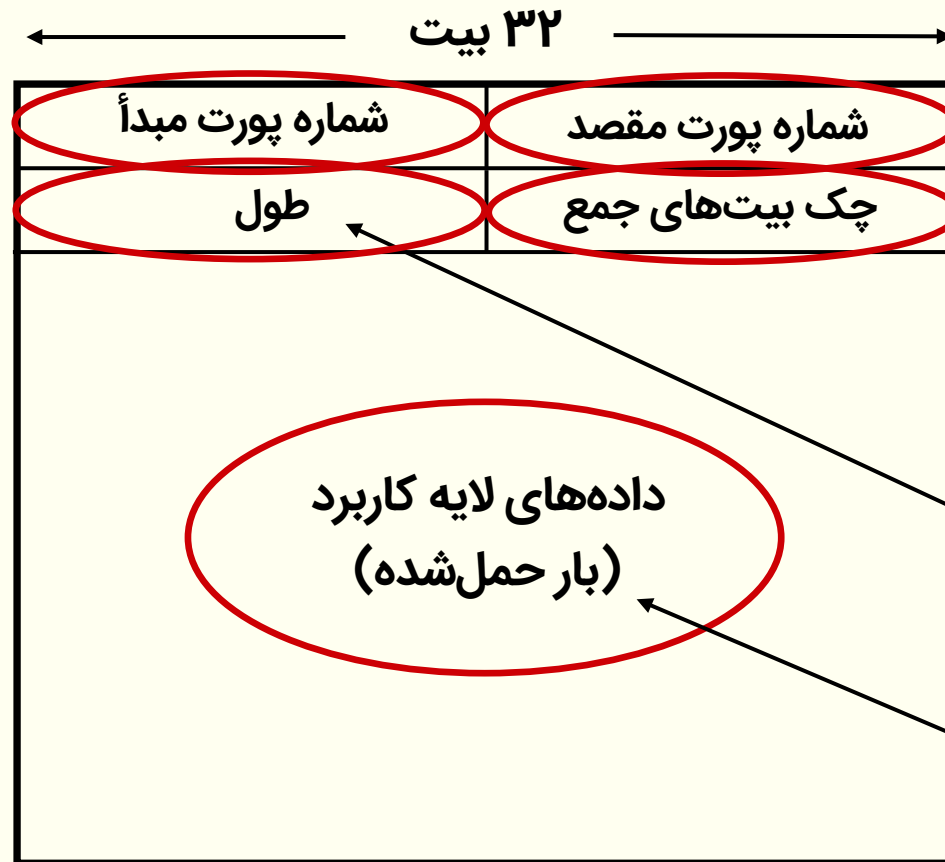 ۳۲ بیت
شماره پورت مبدأ
شماره پورت مقصد
طول
چک بیت‌های جمع
داده‌های لایه کاربرد
(بار حمل‌شده)